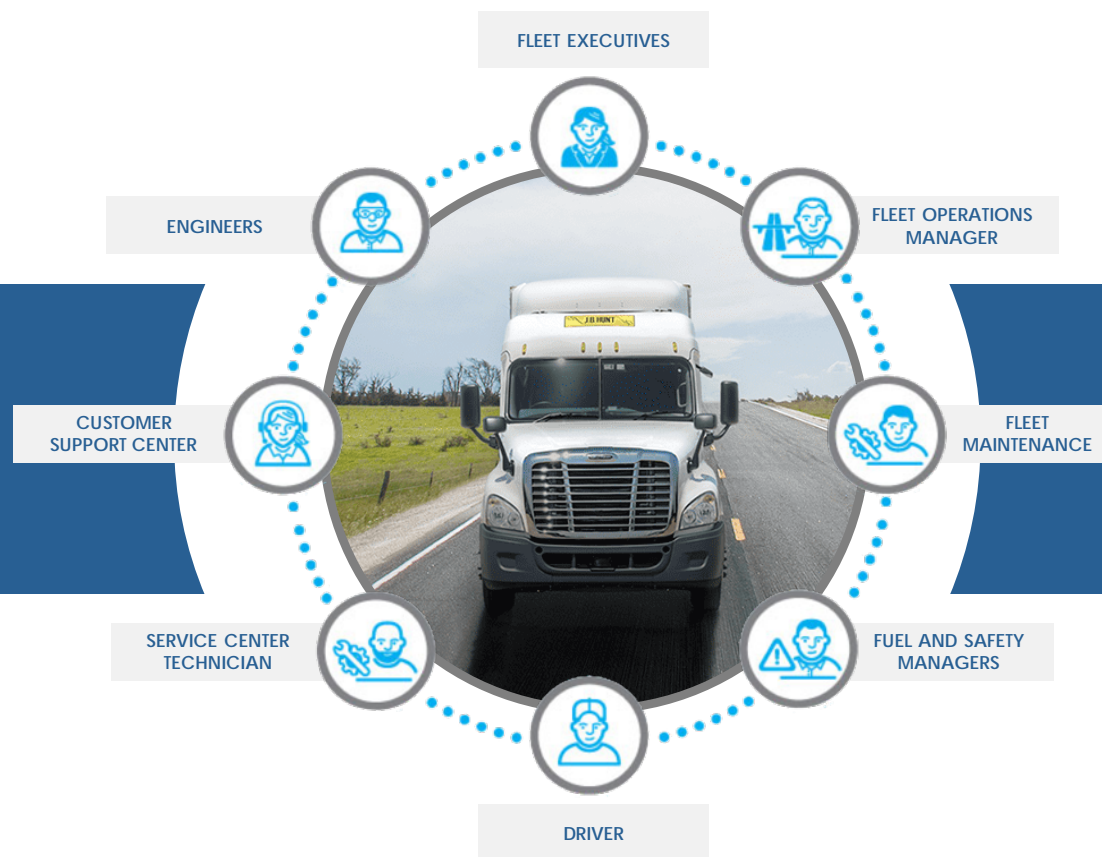 FLEET EXECUTIVES
ENGINEERS
FLEET OPERATIONS
MANAGER
J.B. HUNT
CUSTOMER
SUPPORT CENTER
FLEET
MAINTENANCE
SERVICE CENTER
TECHNICIAN
FUEL AND SAFETY
MANAGERS
DRIVER